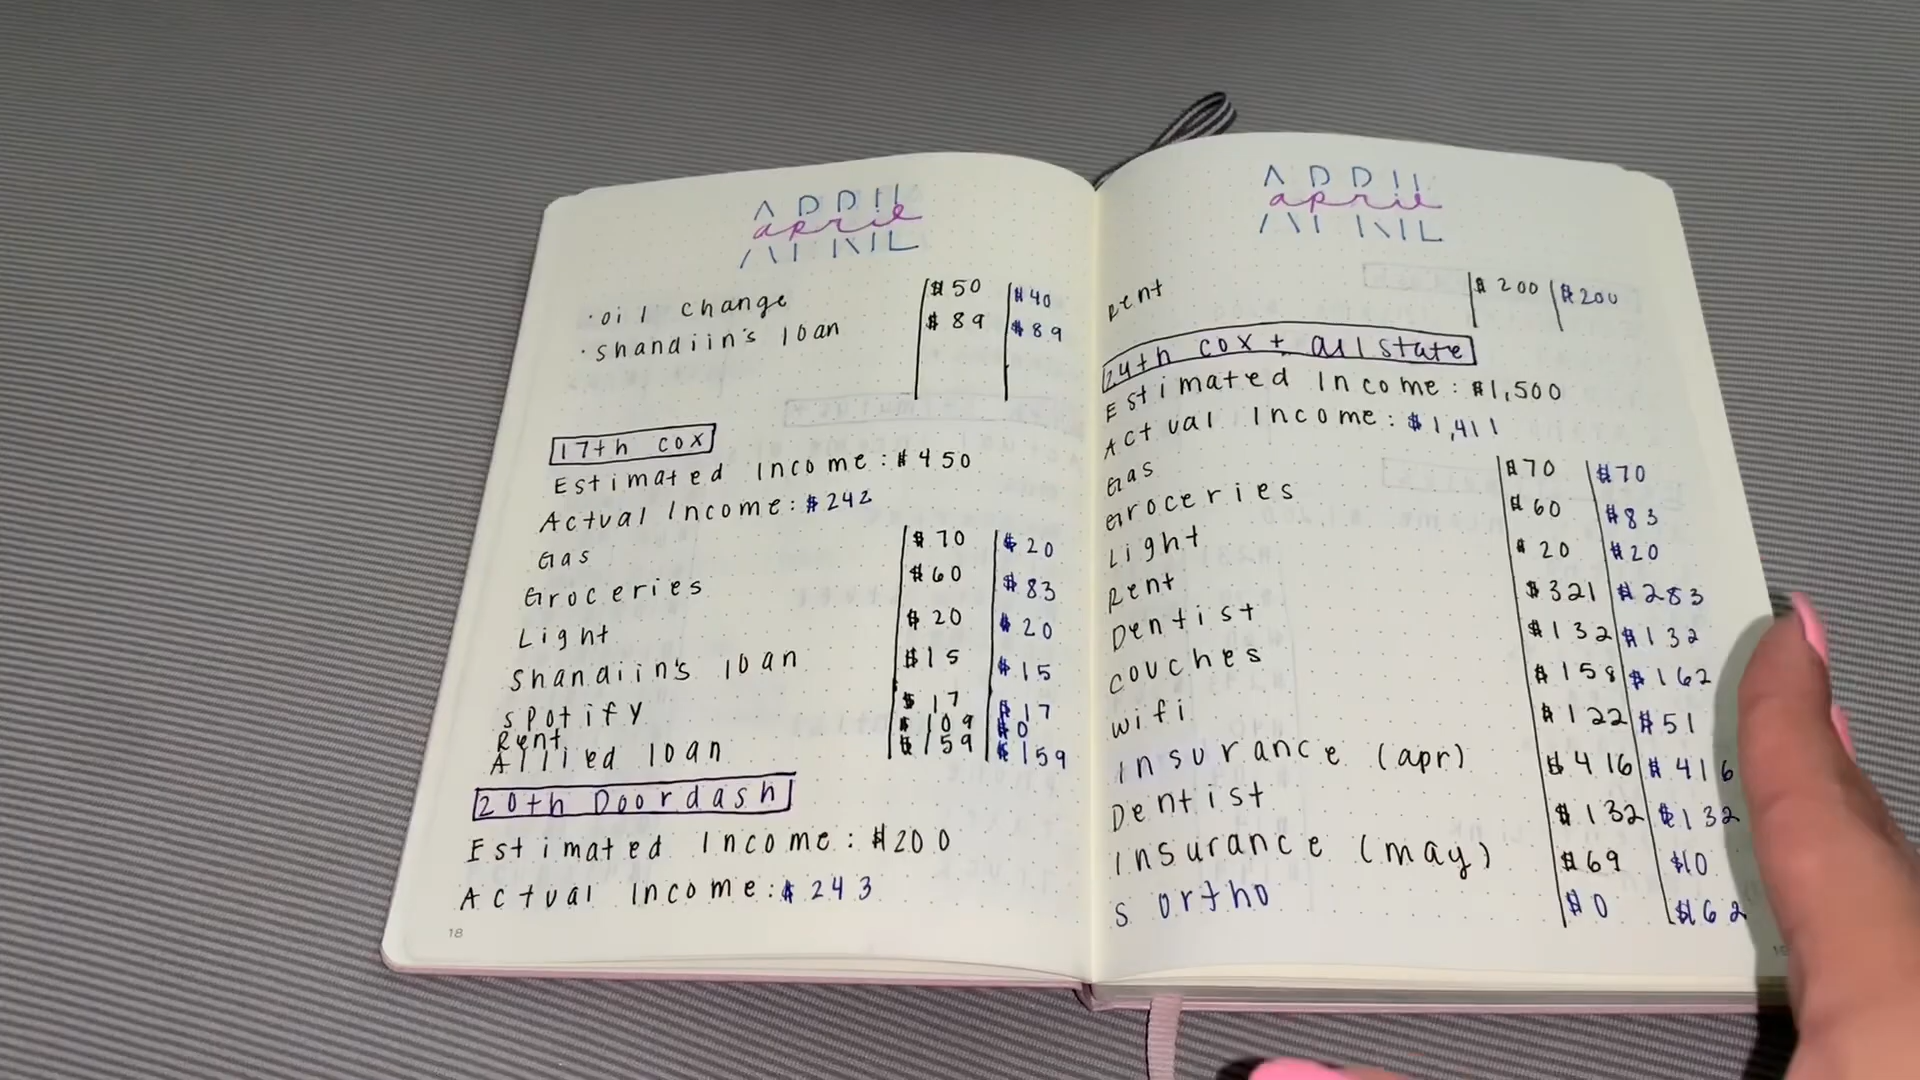 APRIL
april
·oil change $50 $40
·Shandiin's loan $89 $89
17th cox
Estimated Income: $450
Actual Income: $242
Gas $70 $20
Groceries $60 $83
Light $20 $20
Shandiin's loan $15 $15
Spotify $17 $17
Rent $109 $0
Allied loan $159 $159
20th Doordash
Estimated Income: $200
Actual Income: $243
18
APRIL
april
Rent $200 $200
24th cox + allstate
Estimated Income: $1,500
Actual Income: $1,411
Gas $70 $70
Groceries $60 $83
Light $20 $20
Rent $321 $283
Dentist $132 $132
couches $158 $162
wifi $122 $51
Insurance (apr) $416 $416
Dentist $132 $132
Insurance (may) $69 $10
S ortho $0 $162